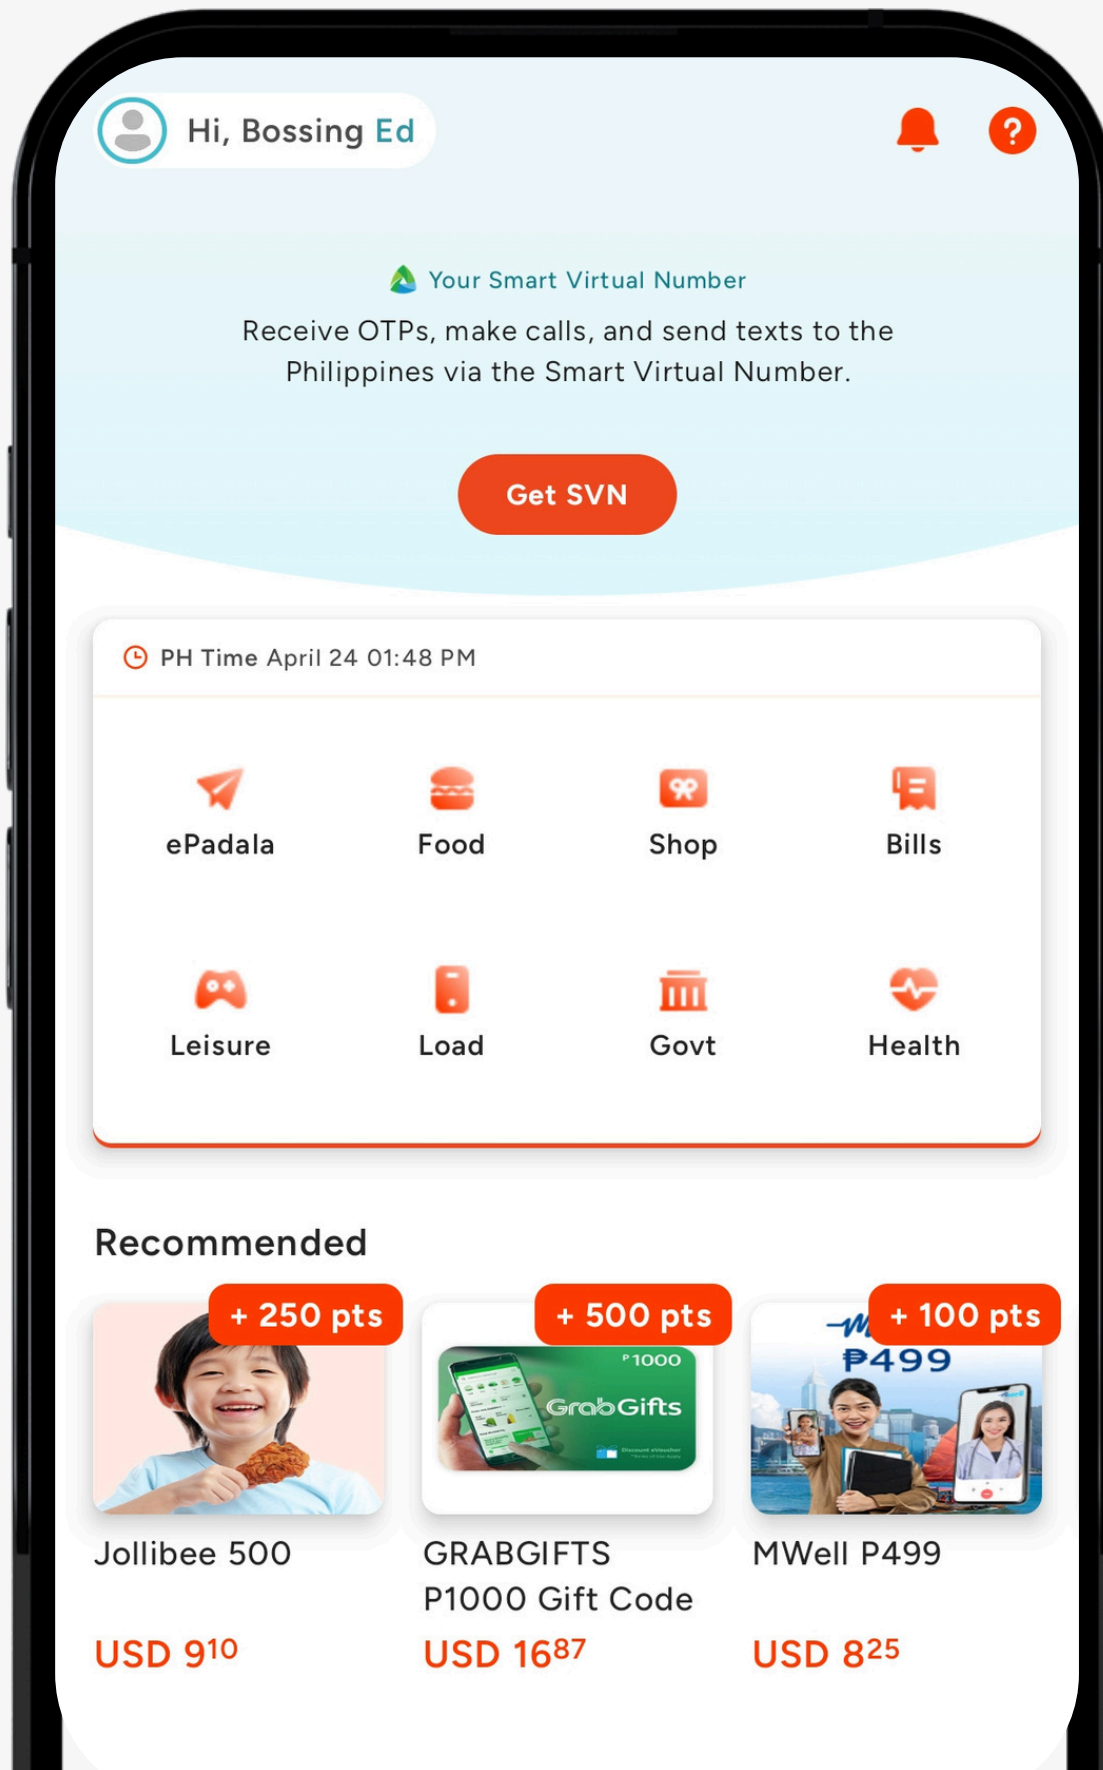 Hi, Bossing Ed
?
Your Smart Virtual Number
Receive OTPs, make calls, and send texts to the
Philippines via the Smart Virtual Number.
Get SVN
PH Time April 24 01:48 PM
ePadala
Food
Shop
Bills
Leisure
Load
Govt
Health
Recommended
+ 250 pts
+ 500 pts
+ 100 pts
₱1000
GrabGifts
Discount eVoucher
₱499
Jollibee 500
GRABGIFTS
P1000 Gift Code
MWell P499
USD 9¹⁰
USD 16⁸⁷
USD 8²⁵